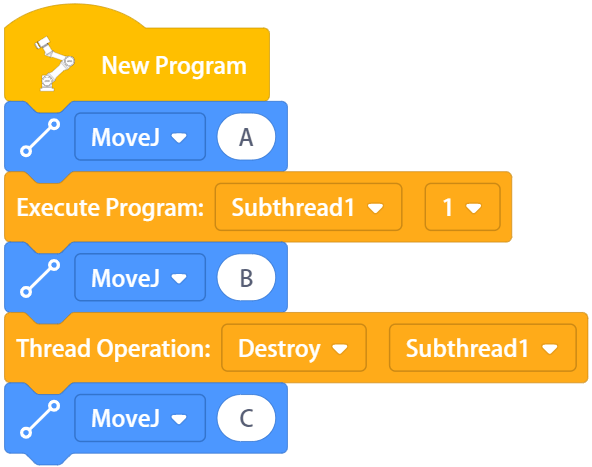 New Program
MoveJ A
Execute Program: Subthread1 1
MoveJ B
Thread Operation: Destroy Subthread1
MoveJ C